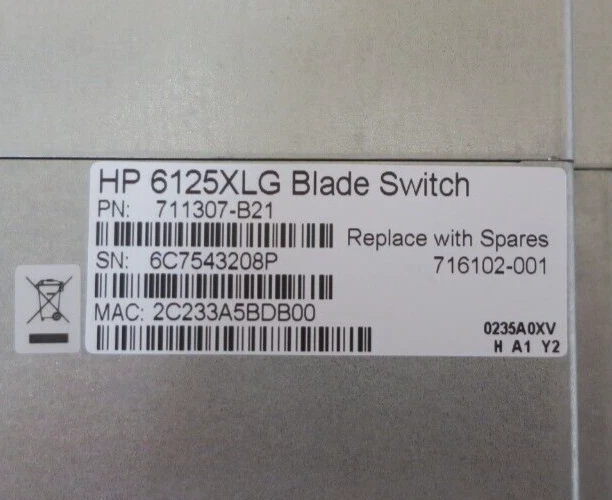 HP 6125XLG Blade Switch
PN: 711307-B21
Replace with Spares
SN: 6C7543208P
716102-001
MAC: 2C233A5BDB00
0235A0XV
H A1 Y2